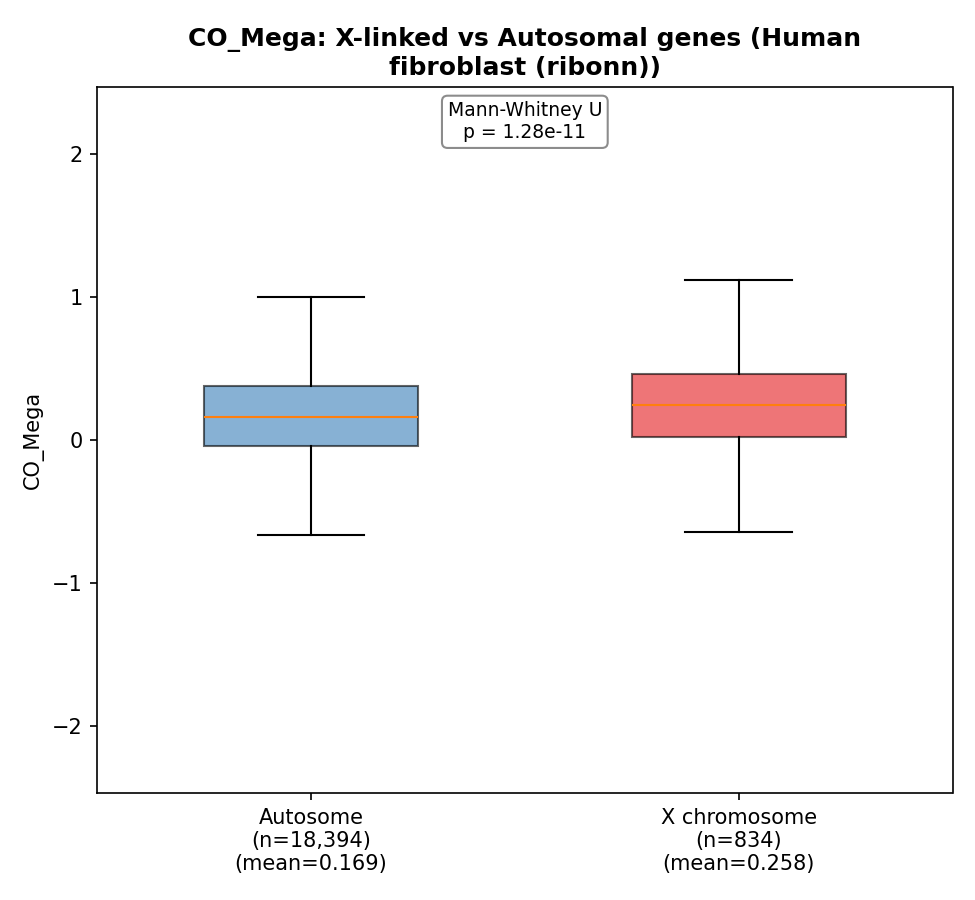 CO_Mega: X-linked vs Autosomal genes (Human
fibroblast (ribonn))
Mann-Whitney U
p = 1.28e-11
CO_Mega
2
1
0
−1
−2
Autosome
(n=18,394)
(mean=0.169)
X chromosome
(n=834)
(mean=0.258)